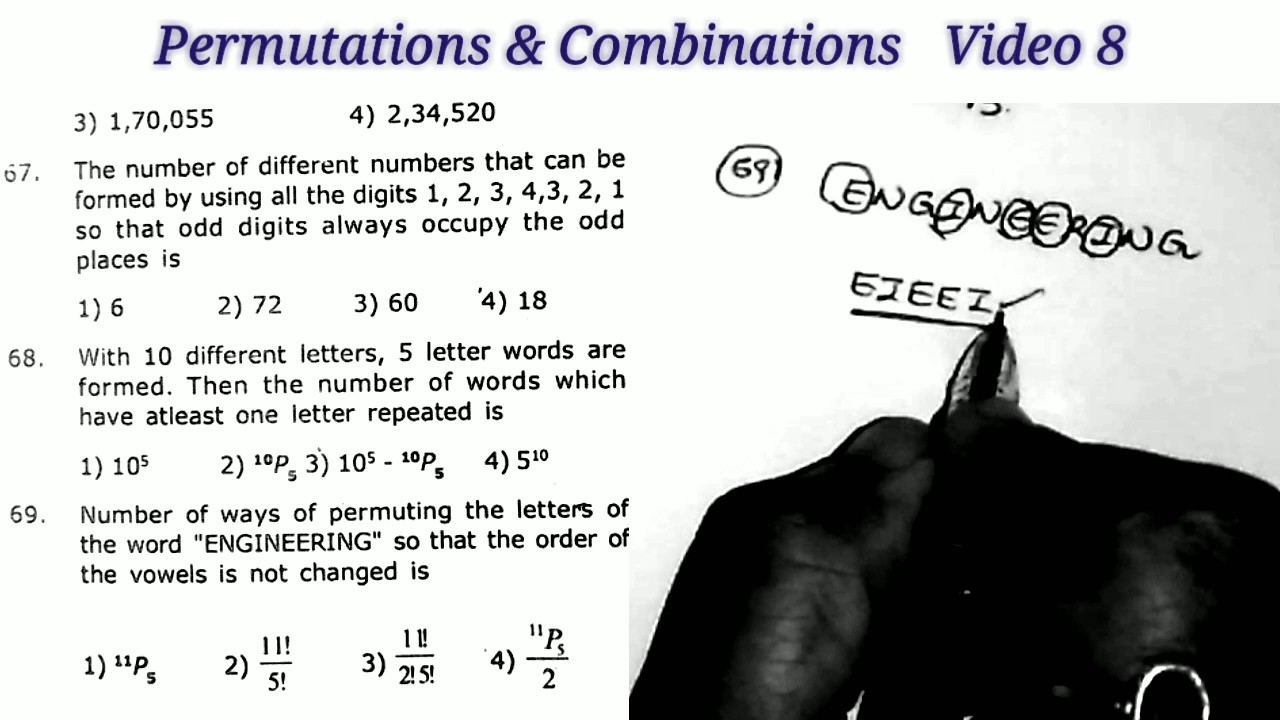 Permutations & Combinations Video 8
3) 1,70,055 4) 2,34,520
67. The number of different numbers that can be
formed by using all the digits 1, 2, 3, 4,3, 2, 1
so that odd digits always occupy the odd
places is
1) 6 2) 72 3) 60 4) 18
68. With 10 different letters, 5 letter words are
formed. Then the number of words which
have atleast one letter repeated is
1) 10⁵ 2) ¹⁰P₅ 3) 10⁵ - ¹⁰P₅ 4) 5¹⁰
69. Number of ways of permuting the letters of
the word "ENGINEERING" so that the order of
the vowels is not changed is
1) ¹¹P₅ 2) 11!/5! 3) 11!/2!5! 4) ¹¹P₅/2
69 ENGINEERING
EIEEI